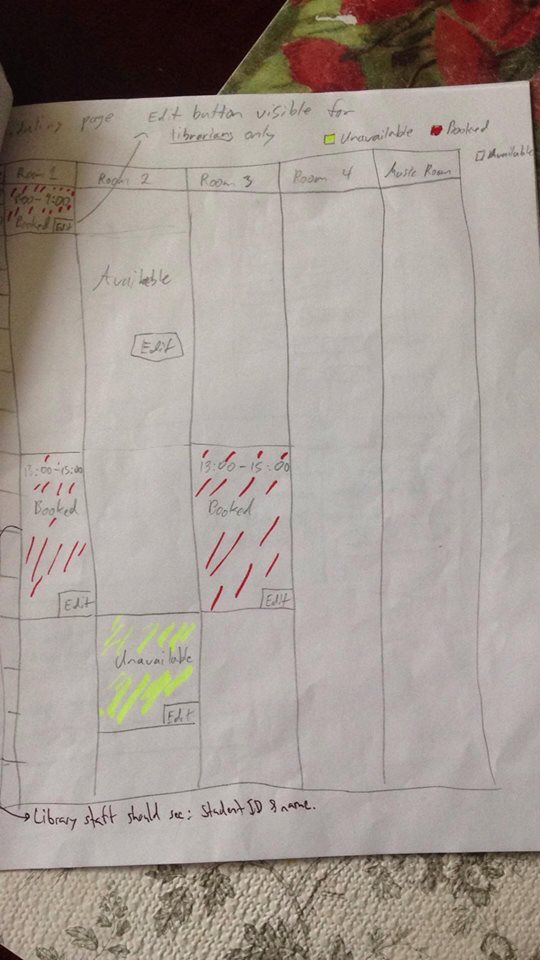 page Edit button visible for
librarians only
Unavailable Booked Available
Room 1 Room 2 Room 3 Room 4 Music Room
Booked Edit
Available
Edit
13:00-15:00 13:00-15:00
Booked Booked
Edit Edit
Unavailable
Edit
Library staff should see: Student ID & name.